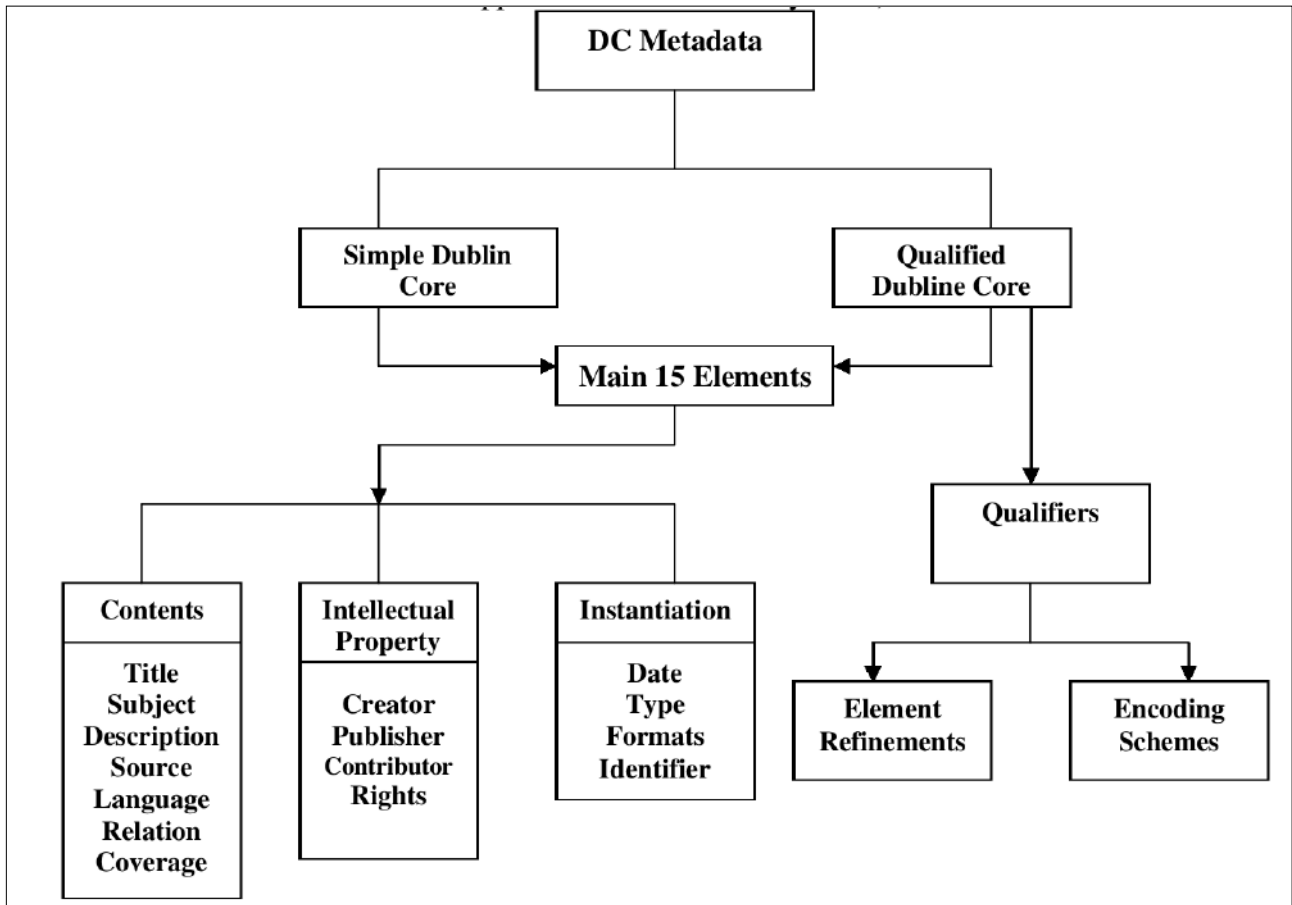 DC Metadata
Simple Dublin
Core
Qualified
Dubline Core
Main 15 Elements
Qualifiers
Contents
Title
Subject
Description
Source
Language
Relation
Coverage
Intellectual
Property
Creator
Publisher
Contributor
Rights
Instantiation
Date
Type
Formats
Identifier
Element
Refinements
Encoding
Schemes